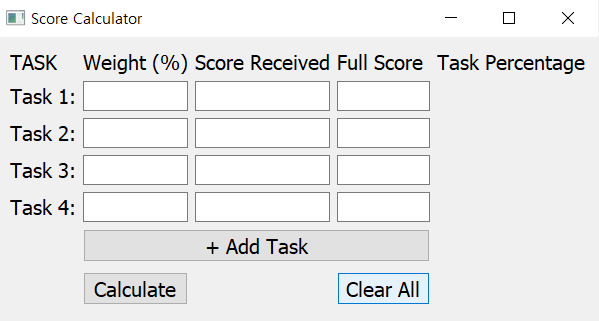 Score Calculator
TASK Weight (%) Score Received Full Score Task Percentage
Task 1:
Task 2:
Task 3:
Task 4:
+ Add Task
Calculate Clear All